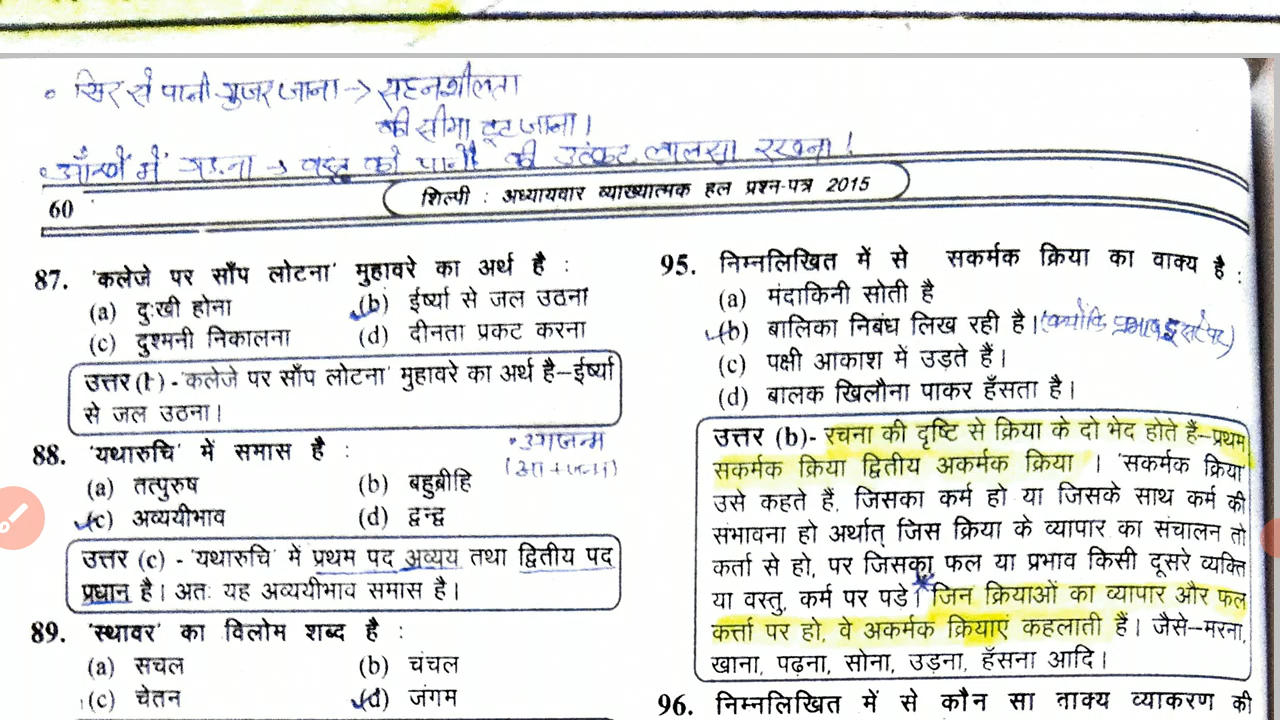 • सिर से पानी गुजर जाना → सहनशीलता
की सीमा टूट जाना।
• आँखों में चढ़ना → वस्तु को पाने की उत्कट लालसा रखना।
60
शिल्पी : अध्यायवार व्याख्यात्मक हल प्रश्न-पत्र 2015
87. 'कलेजे पर साँप लोटना' मुहावरे का अर्थ है :
(a) दुःखी होना (b) ईर्ष्या से जल उठना
(c) दुश्मनी निकालना (d) दीनता प्रकट करना
उत्तर (b) - 'कलेजे पर साँप लोटना' मुहावरे का अर्थ है–ईर्ष्या
से जल उठना।
• आजन्म
(आ+जन्म)
88. 'यथारुचि' में समास है :
(a) तत्पुरुष (b) बहुब्रीहि
(c) अव्ययीभाव (d) द्वन्द्व
उत्तर (c) - 'यथारुचि' में प्रथम पद अव्यय तथा द्वितीय पद
प्रधान है। अतः यह अव्ययीभाव समास है।
89. 'स्थावर' का विलोम शब्द है :
(a) सचल (b) चंचल
(c) चेतन (d) जंगम
95. निम्नलिखित में से सकर्मक क्रिया का वाक्य है :
(a) मंदाकिनी सोती है
(b) बालिका निबंध लिख रही है। (क्योंकि प्रभाव
(c) पक्षी आकाश में उड़ते हैं।
(d) बालक खिलौना पाकर हँसता है।
उत्तर (b)- रचना की दृष्टि से क्रिया के दो भेद होते हैं–प्रथम
सकर्मक क्रिया द्वितीय अकर्मक क्रिया । 'सकर्मक क्रिया'
उसे कहते हैं, जिसका कर्म हो या जिसके साथ कर्म की
संभावना हो अर्थात् जिस क्रिया के व्यापार का संचालन तो
कर्ता से हो, पर जिसका फल या प्रभाव किसी दूसरे व्यक्ति
या वस्तु, कर्म पर पड़े। जिन क्रियाओं का व्यापार और फल
कर्त्ता पर हो, वे अकर्मक क्रियाएं कहलाती हैं। जैसे–मरना,
खाना, पढ़ना, सोना, उड़ना, हँसना आदि।
96. निम्नलिखित में से कौन सा वाक्य व्याकरण की